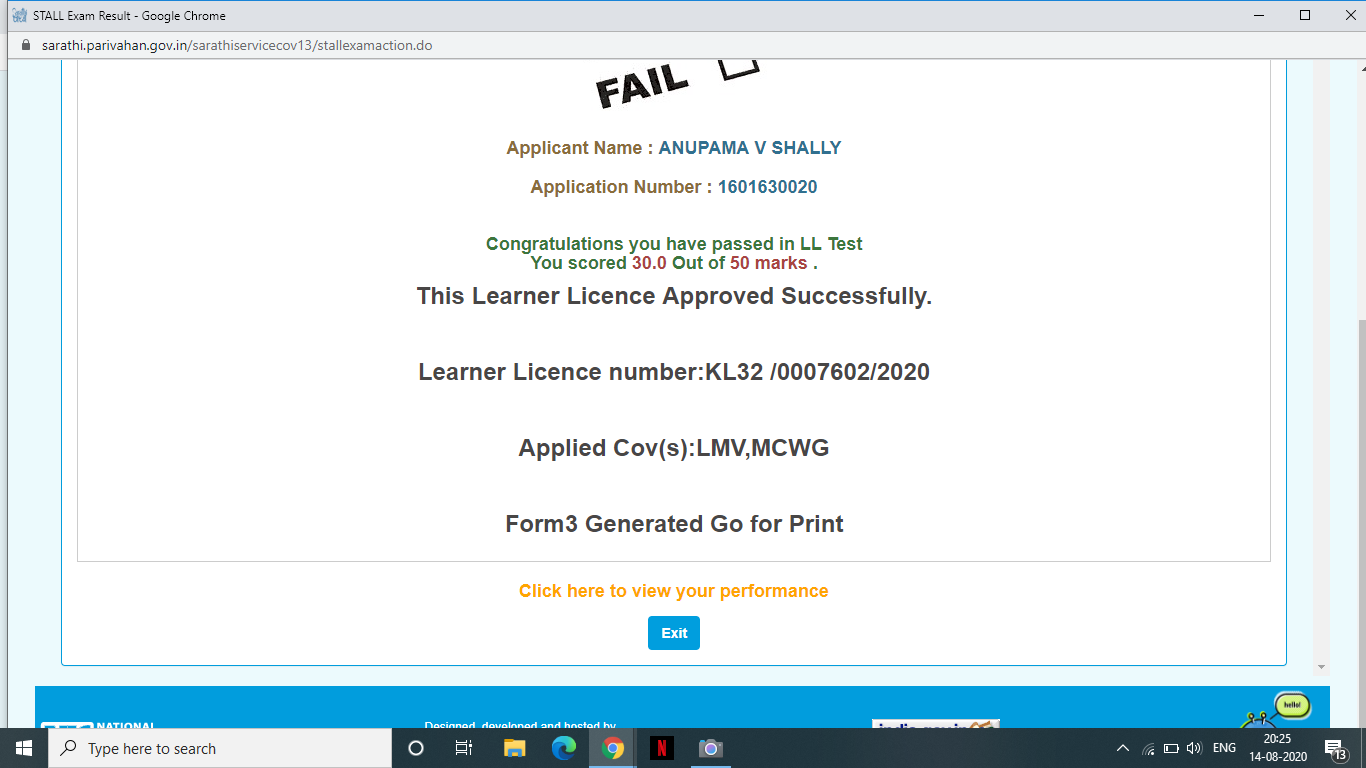 STALL Exam Result - Google Chrome
sarathi.parivahan.gov.in/sarathiservicecov13/stallexamaction.do
FAIL
Applicant Name : ANUPAMA V SHALLY
Application Number : 1601630020
Congratulations you have passed in LL Test
You scored 30.0 Out of 50 marks .
This Learner Licence Approved Successfully.
Learner Licence number:KL32 /0007602/2020
Applied Cov(s):LMV,MCWG
Form3 Generated Go for Print
Click here to view your performance
Exit
hello!
NATIONAL
Designed, developed and hosted by
india.gov.in
Type here to search
N
ENG
20:25
14-08-2020
13